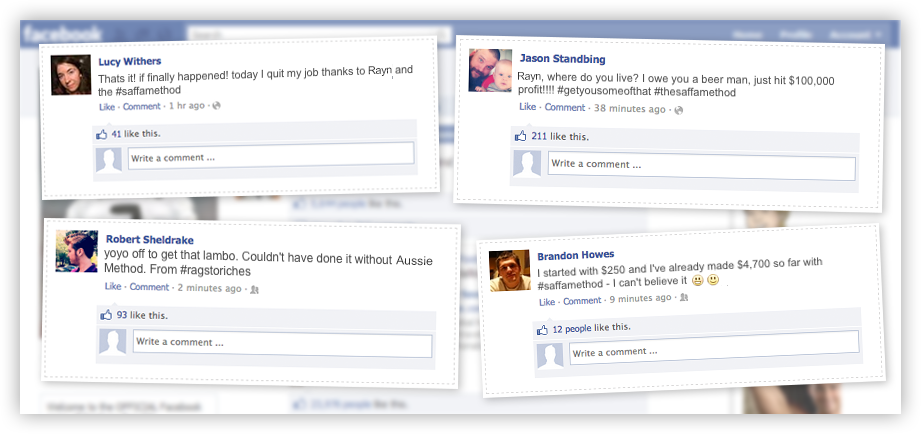 facebook
Search
Home Profile Account
Lucy Withers
Thats it! if finally happened! today I quit my job thanks to Rayn and
the #saffamethod
Like · Comment · 1 hr ago ·
41 like this.
Write a comment ...
Jason Standbing
Rayn, where do you live? I owe you a beer man, just hit $100,000
profit!!!! #getyousomeofthat #thesaffamethod
Like · Comment · 38 minutes ago ·
211 like this.
Write a comment ...
Robert Sheldrake
yoyo off to get that lambo. Couldn't have done it without Aussie
Method. From #ragstoriches
Like · Comment · 2 minutes ago ·
93 like this.
Write a comment ...
Brandon Howes
I started with $250 and I've already made $4,700 so far with
#saffamethod - I can't believe it
Like · Comment · 9 minutes ago ·
12 people like this.
Write a comment ...
Welcome to the OFFICIAL Facebook